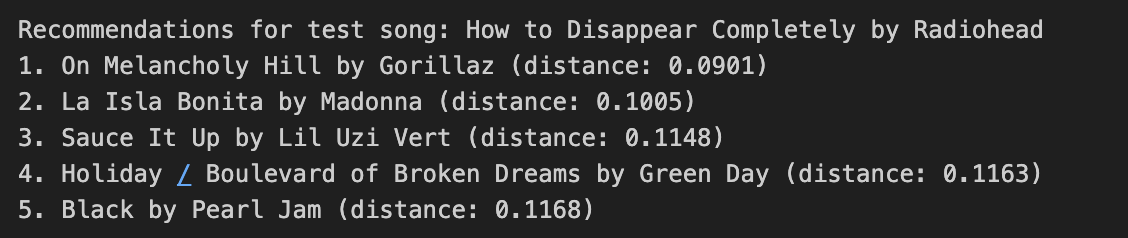 Recommendations for test song: How to Disappear Completely by Radiohead
1. On Melancholy Hill by Gorillaz (distance: 0.0901)
2. La Isla Bonita by Madonna (distance: 0.1005)
3. Sauce It Up by Lil Uzi Vert (distance: 0.1148)
4. Holiday / Boulevard of Broken Dreams by Green Day (distance: 0.1163)
5. Black by Pearl Jam (distance: 0.1168)